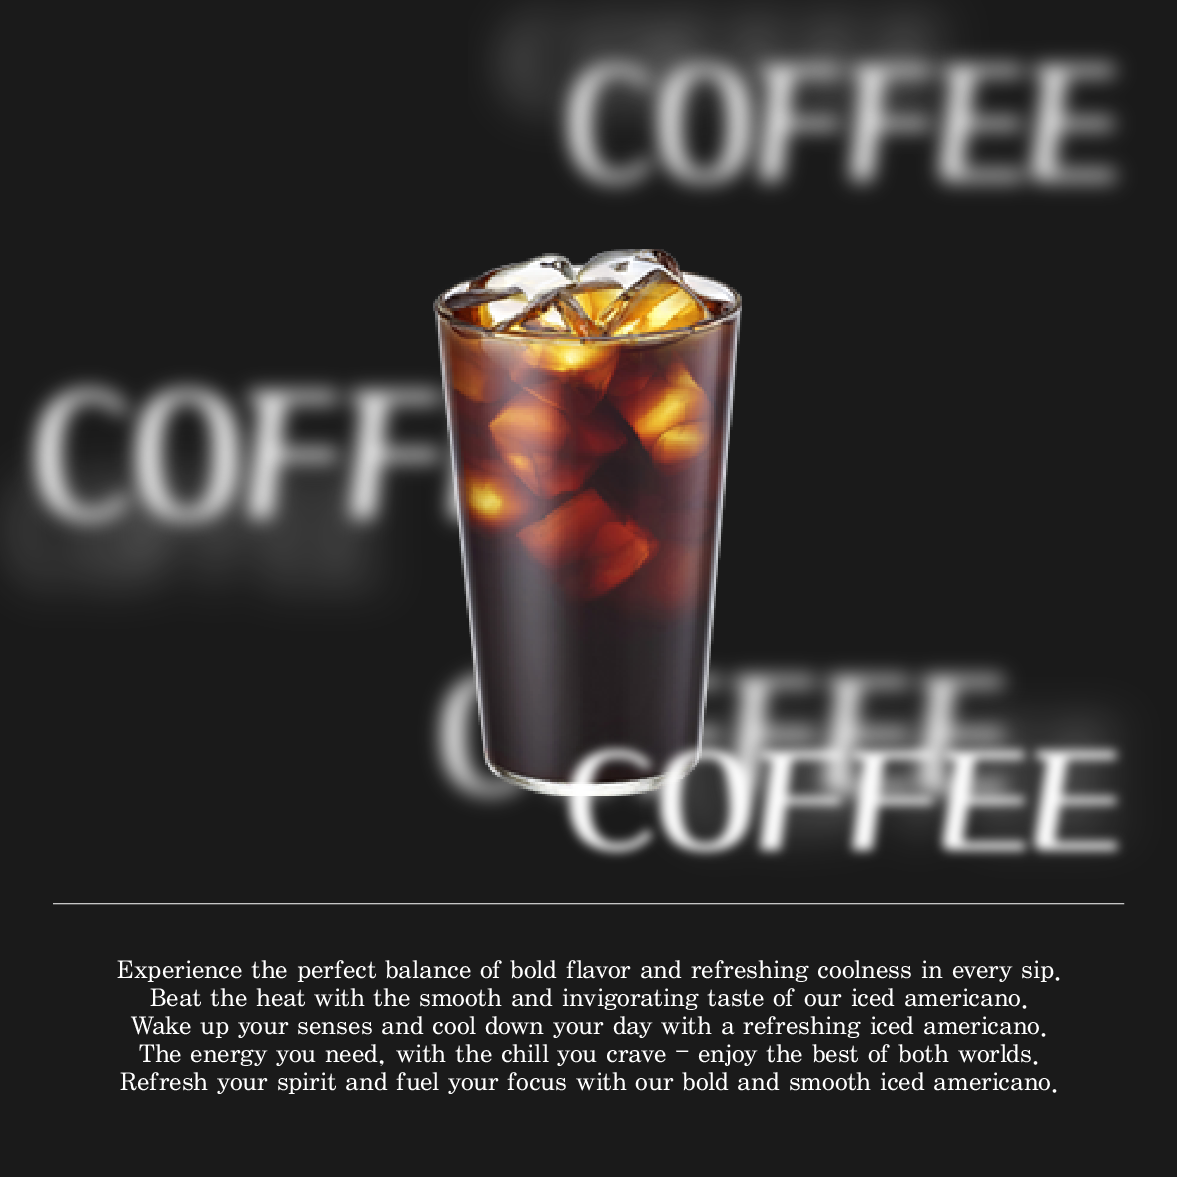 COFFEE
COFF
C FFEE
COFFEE
Experience the perfect balance of bold flavor and refreshing coolness in every sip.
Beat the heat with the smooth and invigorating taste of our iced americano.
Wake up your senses and cool down your day with a refreshing iced americano.
The energy you need, with the chill you crave – enjoy the best of both worlds.
Refresh your spirit and fuel your focus with our bold and smooth iced americano.